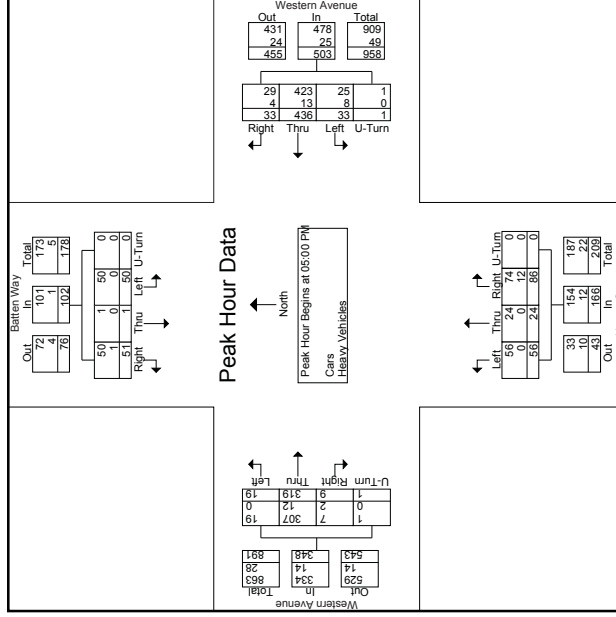 Western Avenue
Out In Total
431 478 909
24 25 49
455 503 958
29 423 25 1
4 13 8 0
33 436 33 1
Right Thru Left U-Turn
Batten Way
Out In Total
72 101 173
4 1 5
76 102 178
50 1 50 0
1 0 0 0
51 1 50 0
Right Thru Left U-Turn
Peak Hour Data
North
Peak Hour Begins at 05:00 PM
Cars
Heavy Vehicles
Left Thru Right U-Turn
56 24 74 0
0 0 12 0
56 24 86 0
33 154 187
10 12 22
43 166 209
Out In Total
Left Thru Right U-Turn
19 319 9 1
0 12 2 0
19 307 7 1
891 348 543
28 14 14
863 334 529
Total In Out
Western Avenue